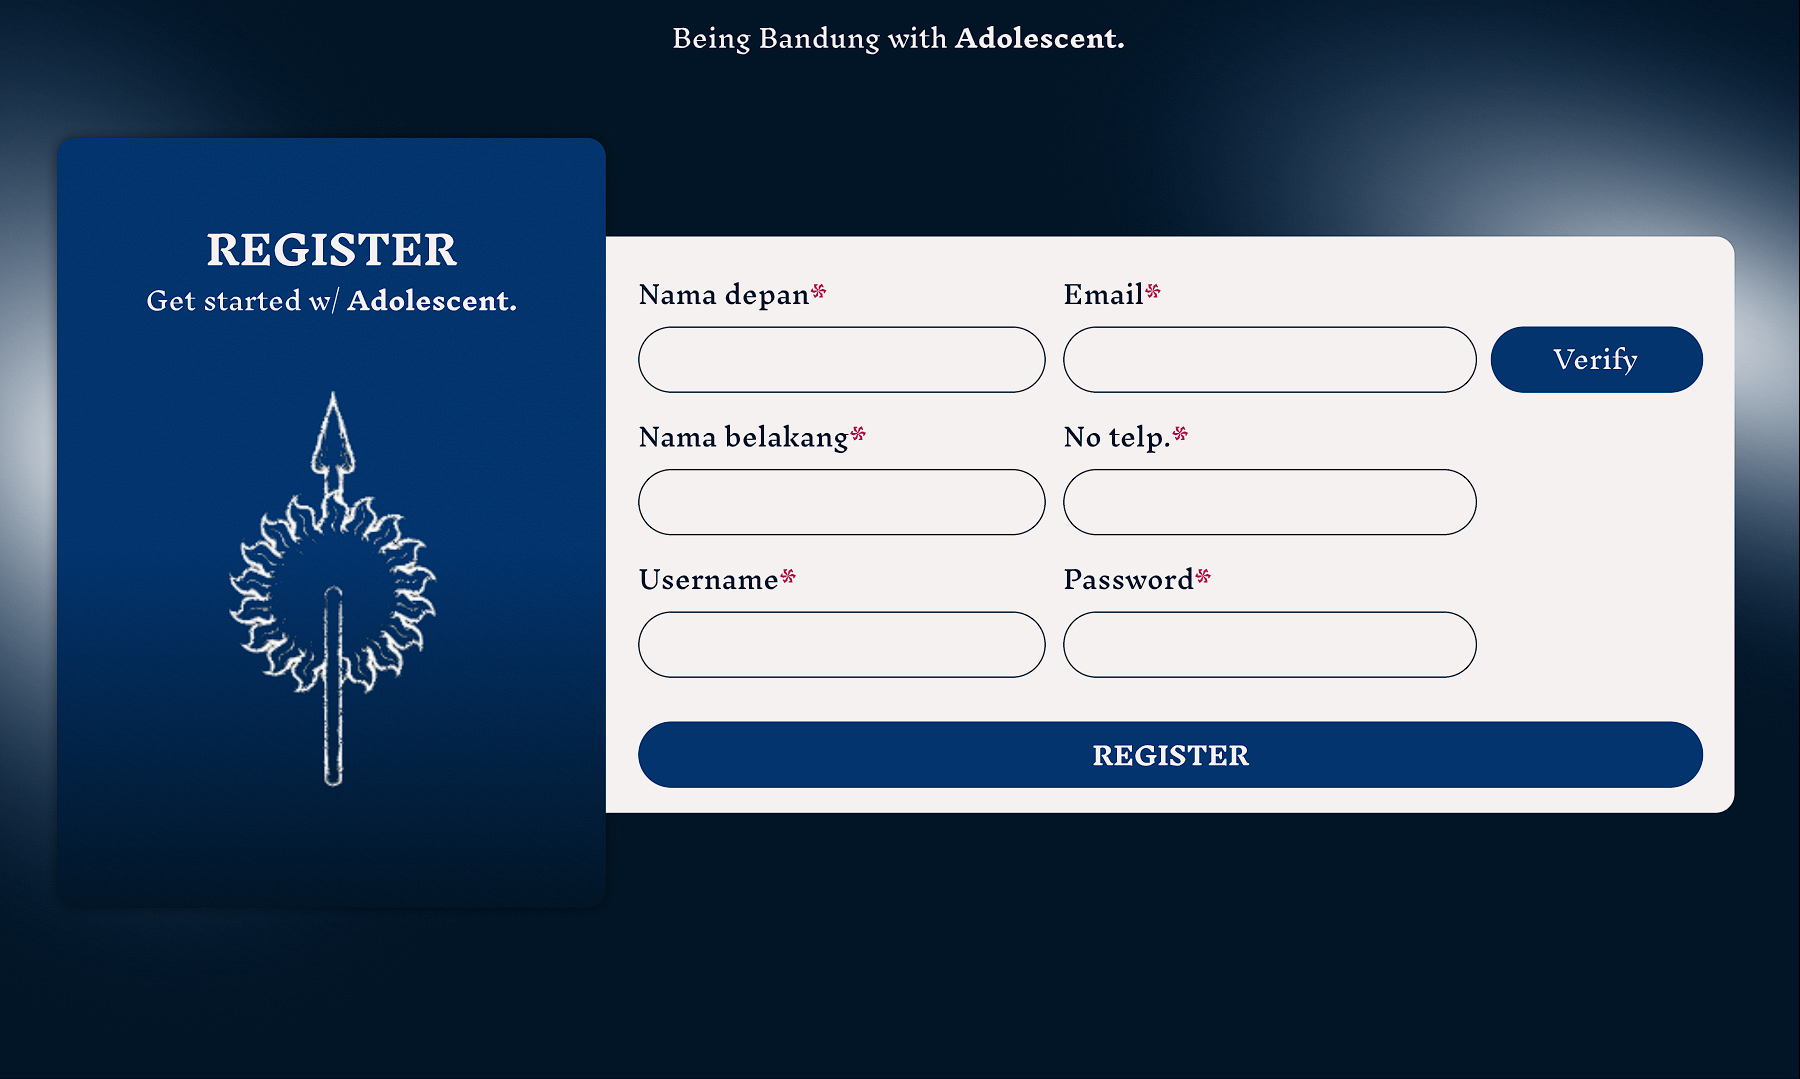 Being Bandung with Adolescent.
REGISTER
Get started w/ Adolescent.
Nama depan*
Email*
Verify
Nama belakang*
No telp.*
Username*
Password*
REGISTER